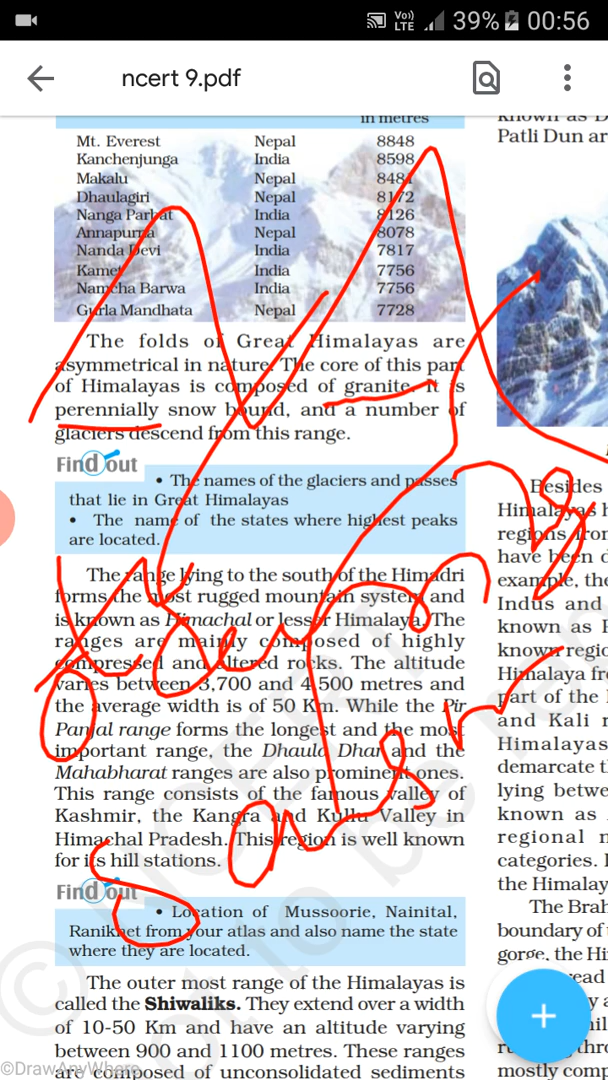 Vo)
LTE
39%
00:56
ncert 9.pdf
in metres
Mt. Everest Nepal 8848
Kanchenjunga India 8598
Makalu Nepal 8481
Dhaulagiri Nepal 8172
Nanga Parbat India 8126
Annapurna Nepal 8078
Nanda Devi India 7817
Kamet India 7756
Namcha Barwa India 7756
Gurla Mandhata Nepal 7728
The folds of Great Himalayas are
asymmetrical in nature. The core of this part
of Himalayas is composed of granite. It is
perennially snow bound, and a number of
glaciers descend from this range.
Find out
• The names of the glaciers and passes
that lie in Great Himalayas
• The name of the states where highest peaks
are located.
The range lying to the south of the Himadri
forms the most rugged mountain system and
is known as Himachal or lesser Himalaya. The
ranges are mainly composed of highly
compressed and altered rocks. The altitude
varies between 3,700 and 4,500 metres and
the average width is of 50 Km. While the Pir
Panjal range forms the longest and the most
important range, the Dhaula Dhar and the
Mahabharat ranges are also prominent ones.
This range consists of the famous valley of
Kashmir, the Kangra and Kullu Valley in
Himachal Pradesh. This region is well known
for its hill stations.
Find out
• Location of Mussoorie, Nainital,
Ranikhet from your atlas and also name the state
where they are located.
The outer most range of the Himalayas is
called the Shiwaliks. They extend over a width
of 10-50 Km and have an altitude varying
between 900 and 1100 metres. These ranges
are composed of unconsolidated sediments
known as D
Patli Dun ar
Besides
Himalayas h
regions from
have been d
example, the
Indus and
known as P
known regio
Himalaya fr
part of the
and Kali r
Himalayas
demarcate t
lying betwe
known as
regional n
categories.
the Himalay
The Brah
boundary of
gorge, the Hi
mostly comp
© NCERT
not to be re
©DrawAnyWhere